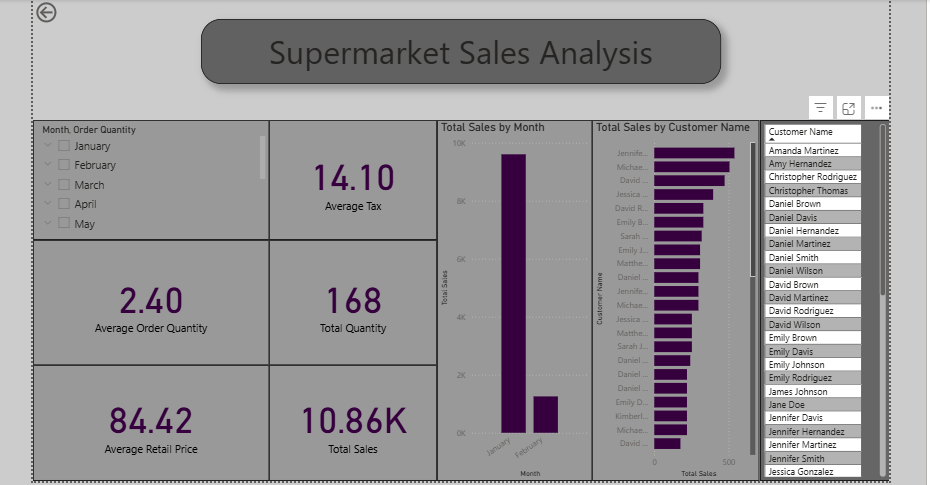 Supermarket Sales Analysis
Month, Order Quantity
January
February
March
April
May
14.10
Average Tax
2.40
Average Order Quantity
168
Total Quantity
84.42
Average Retail Price
10.86K
Total Sales
Total Sales by Month
10K
8K
6K
4K
2K
0K
Total Sales
January
February
Month
Total Sales by Customer Name
Customer Name
Jennife...
Michae...
David ...
Jessica ...
David R...
Emily B...
Sarah ...
Emily J...
Matthe...
Daniel ...
Jennife...
Michae...
Jessica ...
Matthe...
Sarah J...
Daniel ...
Daniel ...
Daniel ...
Emily D...
Kimberl...
Michae...
David ...
0
500
Total Sales
Customer Name
Amanda Martinez
Amy Hernandez
Christopher Rodriguez
Christopher Thomas
Daniel Brown
Daniel Davis
Daniel Hernandez
Daniel Martinez
Daniel Smith
Daniel Wilson
David Brown
David Martinez
David Rodriguez
David Wilson
Emily Brown
Emily Davis
Emily Johnson
Emily Rodriguez
James Johnson
Jane Doe
Jennifer Davis
Jennifer Hernandez
Jennifer Martinez
Jennifer Smith
Jessica Gonzalez